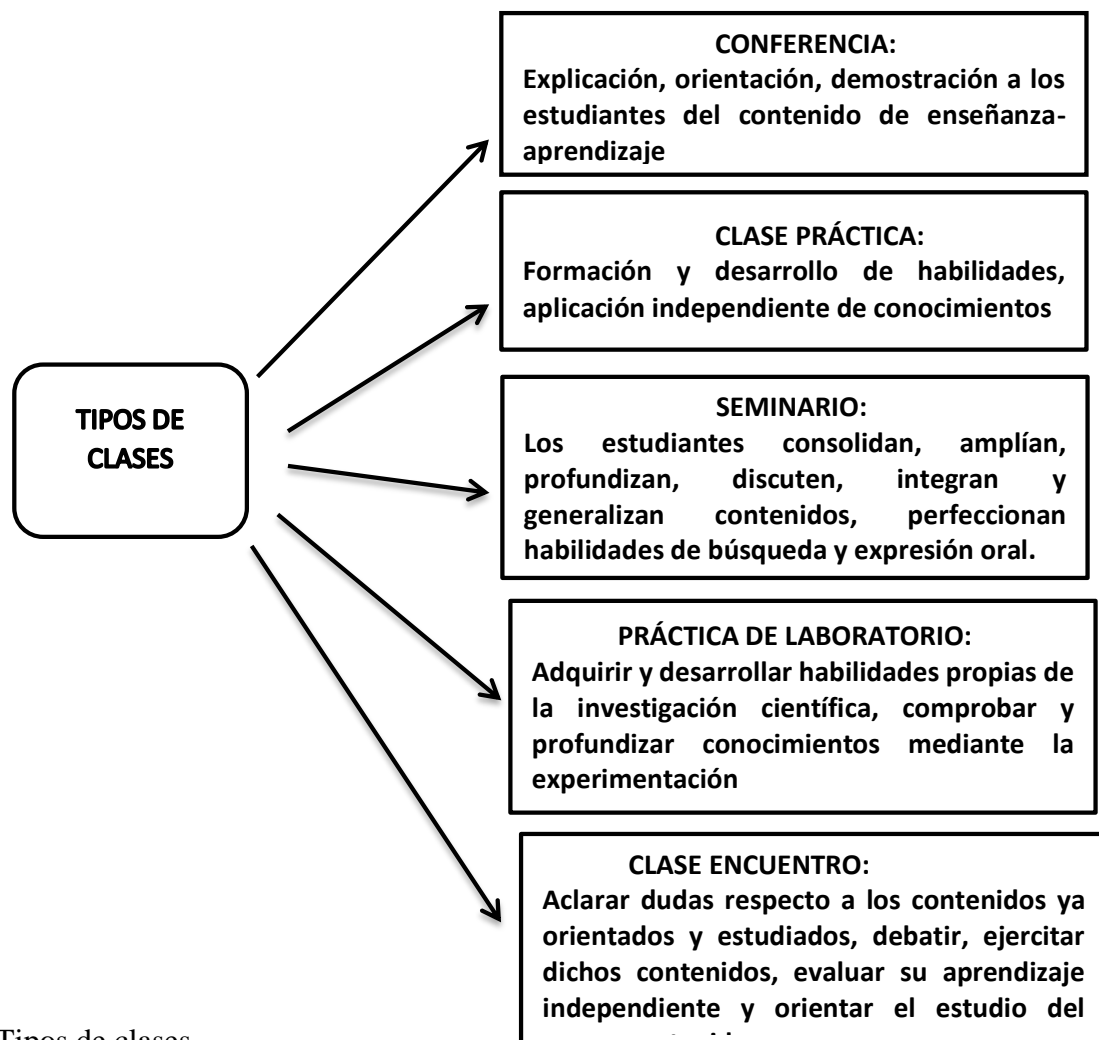 CONFERENCIA:
Explicación, orientación, demostración a los
estudiantes del contenido de enseñanza-
aprendizaje
CLASE PRÁCTICA:
Formación y desarrollo de habilidades,
aplicación independiente de conocimientos
TIPOS DE
CLASES
SEMINARIO:
Los estudiantes consolidan, amplían,
profundizan, discuten, integran y
generalizan contenidos, perfeccionan
habilidades de búsqueda y expresión oral.
PRÁCTICA DE LABORATORIO:
Adquirir y desarrollar habilidades propias de
la investigación científica, comprobar y
profundizar conocimientos mediante la
experimentación
CLASE ENCUENTRO:
Aclarar dudas respecto a los contenidos ya
orientados y estudiados, debatir, ejercitar
dichos contenidos, evaluar su aprendizaje
independiente y orientar el estudio del
Tipos de clases